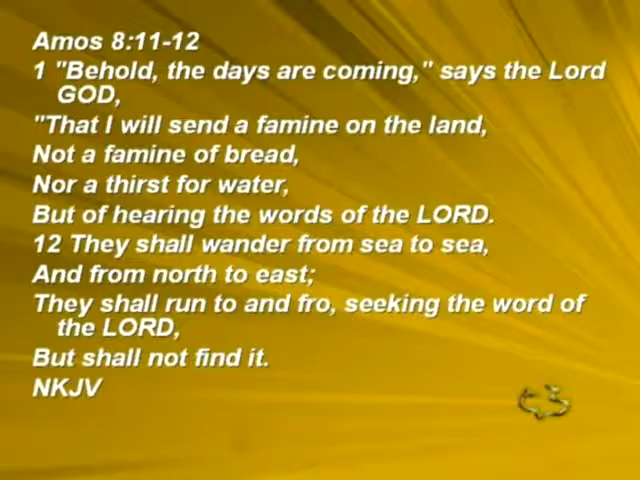 Amos 8:11-12
1 "Behold, the days are coming," says the Lord
GOD,
"That I will send a famine on the land,
Not a famine of bread,
Nor a thirst for water,
But of hearing the words of the LORD.
12 They shall wander from sea to sea,
And from north to east;
They shall run to and fro, seeking the word of
the LORD,
But shall not find it.
NKJV